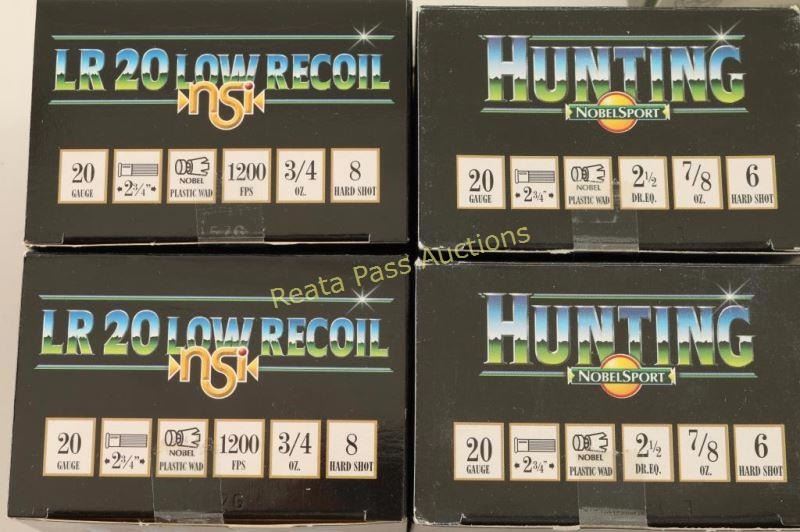 LR 20 LOW RECOIL
nsi
20 GAUGE
2¾"
NOBEL PLASTIC WAD
1200 FPS
3/4 OZ.
8 HARD SHOT
HUNTING
NOBELSPORT
20 GAUGE
2¾"
NOBEL PLASTIC WAD
2½ DR.EQ.
7/8 OZ.
6 HARD SHOT
Reata Pass Auctions
LR 20 LOW RECOIL
nsi
20 GAUGE
2¾"
NOBEL PLASTIC WAD
1200 FPS
3/4 OZ.
8 HARD SHOT
HUNTING
NOBELSPORT
20 GAUGE
2¾"
NOBEL PLASTIC WAD
2½ DR.EQ.
7/8 OZ.
6 HARD SHOT